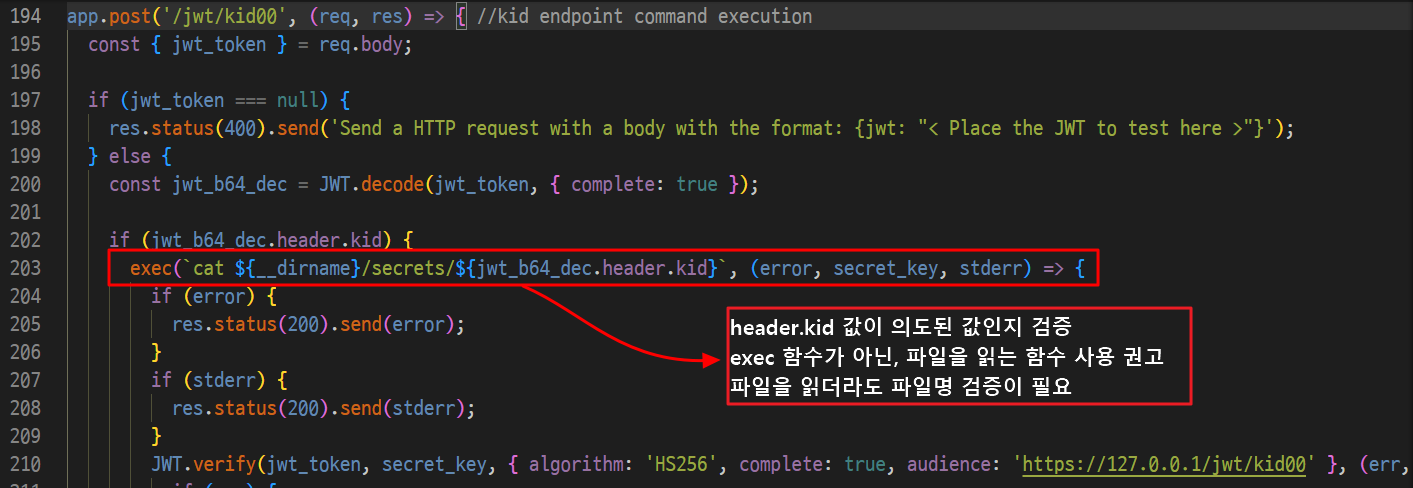 194 app.post('/jwt/kid00', (req, res) => { //kid endpoint command execution
195 const { jwt_token } = req.body;
196
197 if (jwt_token === null) {
198 res.status(400).send('Send a HTTP request with a body with the format: {jwt: "< Place the JWT to test here >"}');
199 } else {
200 const jwt_b64_dec = JWT.decode(jwt_token, { complete: true });
201
202 if (jwt_b64_dec.header.kid) {
203 exec(`cat ${__dirname}/secrets/${jwt_b64_dec.header.kid}`, (error, secret_key, stderr) => {
204 if (error) {
205 res.status(200).send(error);
206 }
207 if (stderr) {
208 res.status(200).send(stderr);
209 }
210 JWT.verify(jwt_token, secret_key, { algorithm: 'HS256', complete: true, audience: 'https://127.0.0.1/jwt/kid00' }, (err,
header.kid 값이 의도된 값인지 검증
exec 함수가 아닌, 파일을 읽는 함수 사용 권고
파일을 읽더라도 파일명 검증이 필요